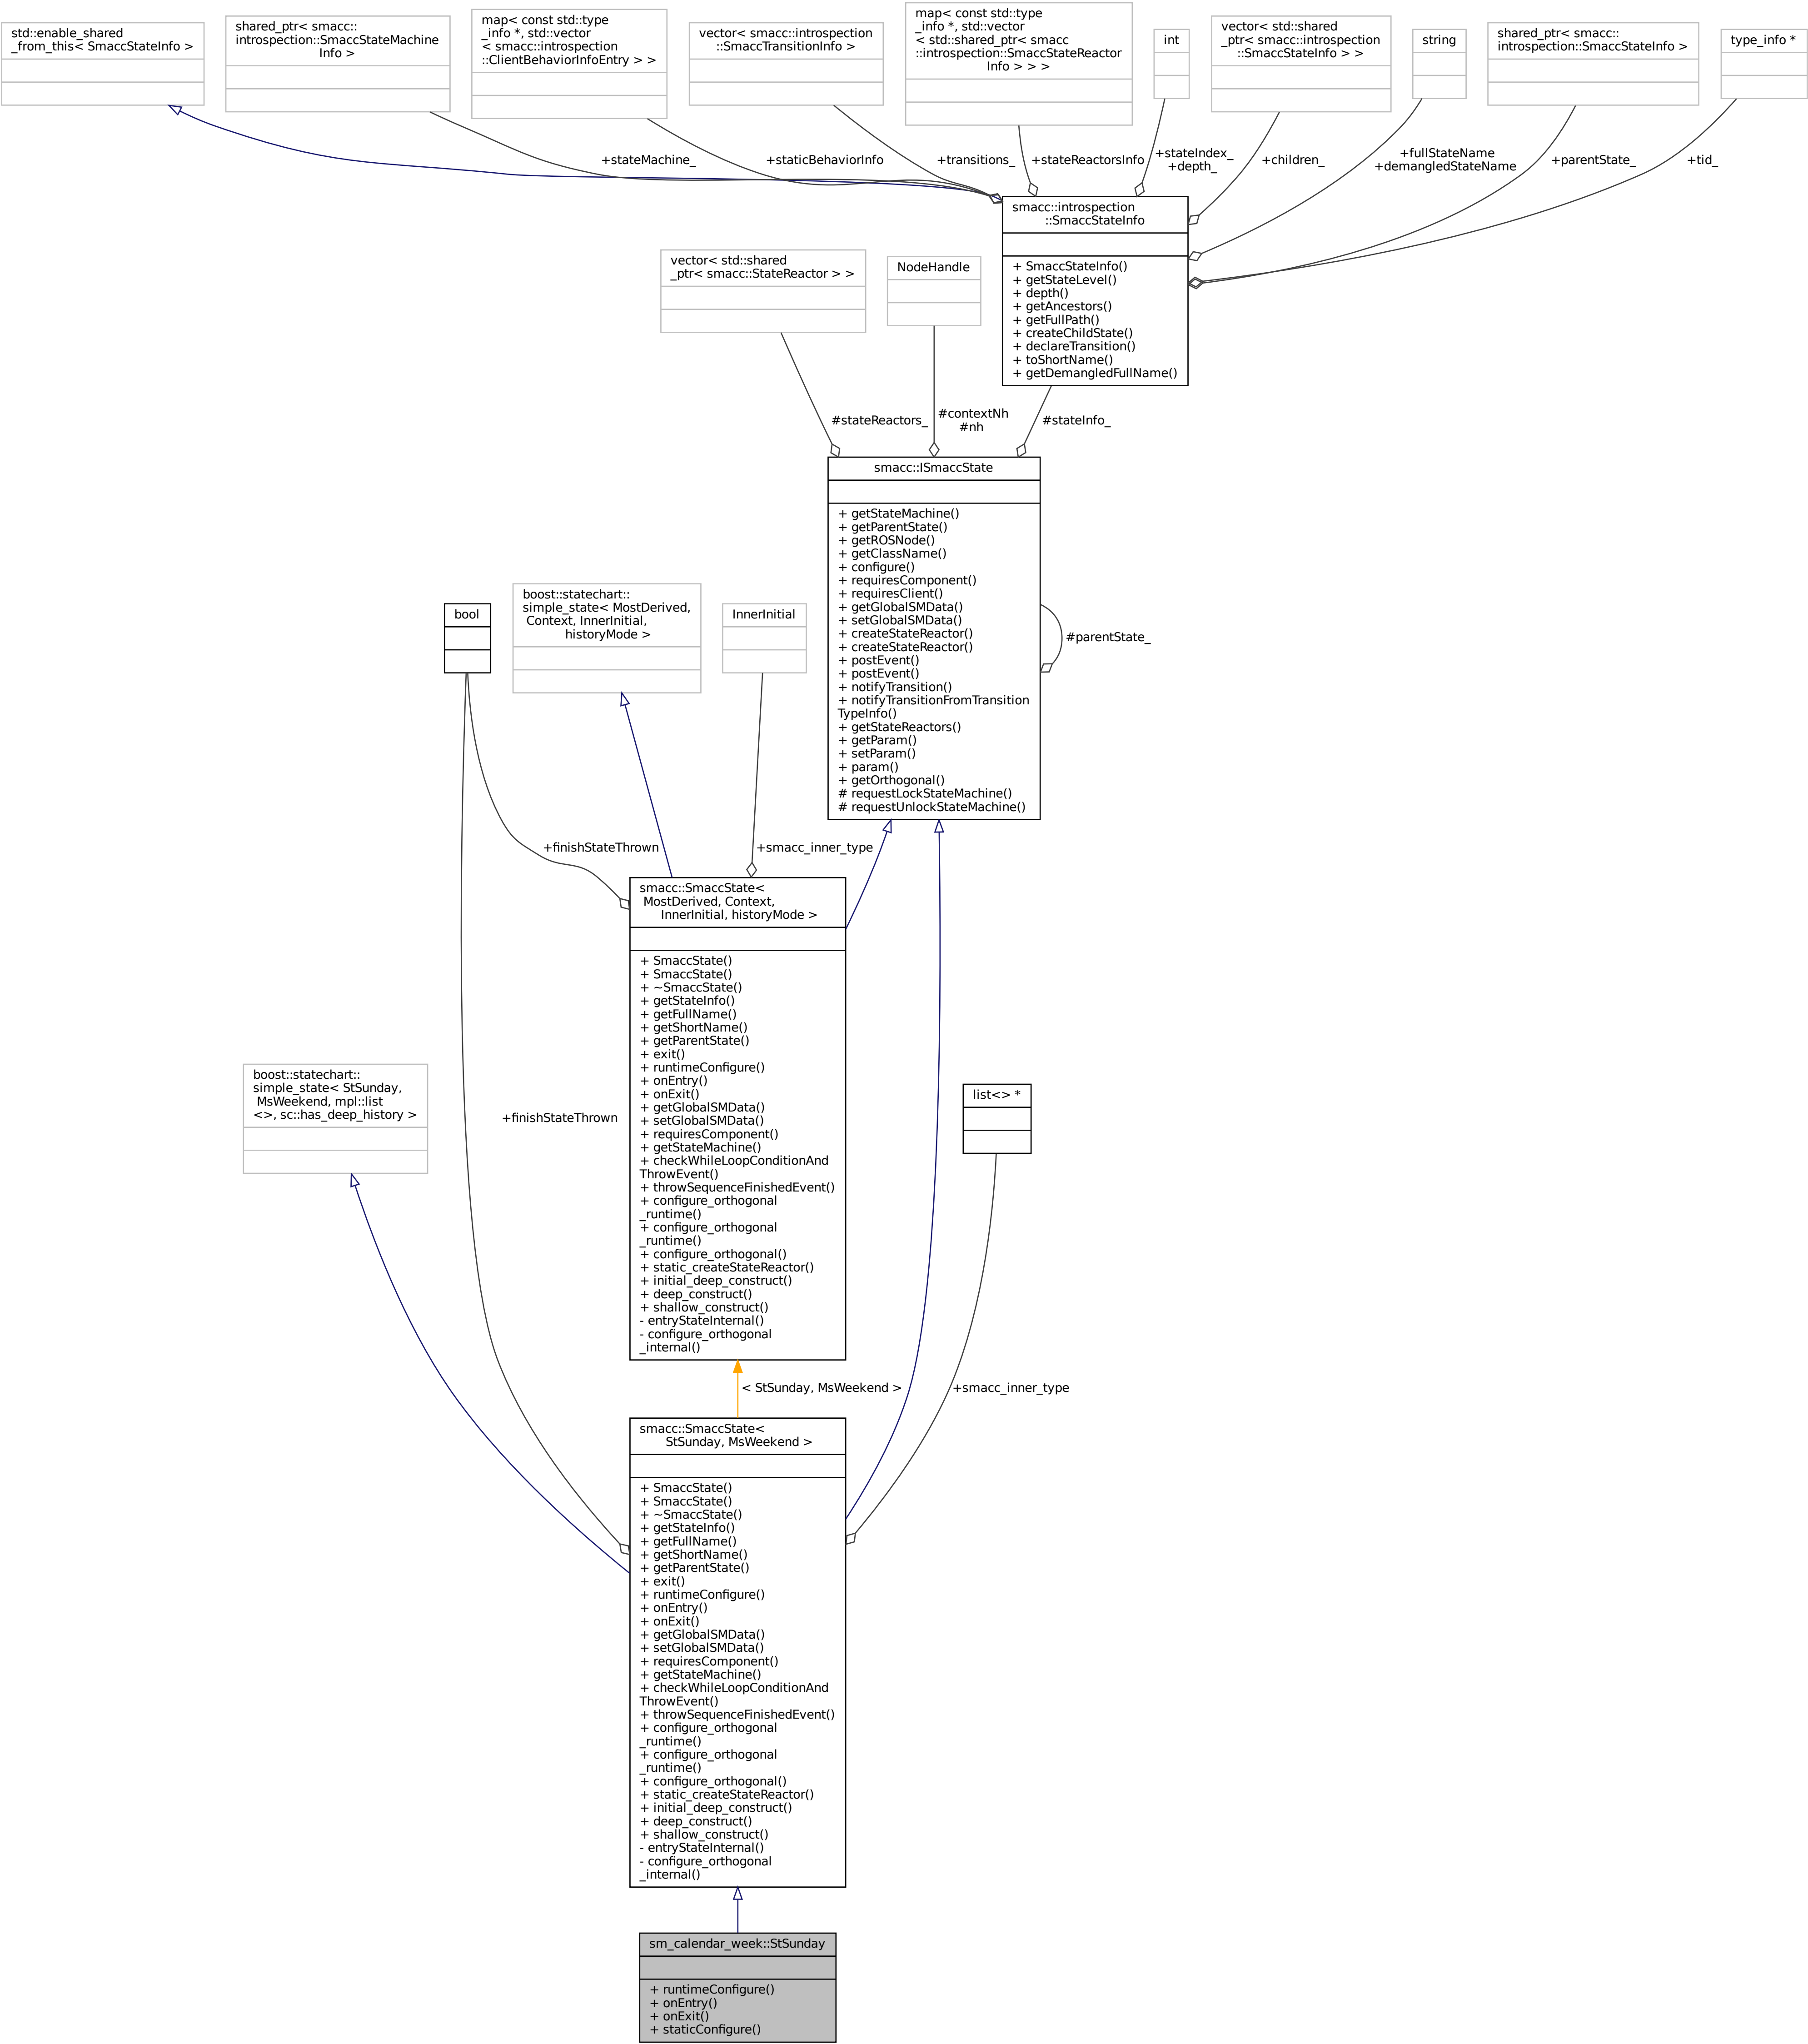 std::enable_shared
_from_this< SmaccStateInfo >
shared_ptr< smacc::
introspection::SmaccStateMachine
Info >
map< const std::type
_info *, std::vector
< smacc::introspection
::ClientBehaviorInfoEntry > >
vector< smacc::introspection
::SmaccTransitionInfo >
map< const std::type
_info *, std::vector
< std::shared_ptr< smacc
::introspection::SmaccStateReactor
Info > > >
int
vector< std::shared
_ptr< smacc::introspection
::SmaccStateInfo > >
string
shared_ptr< smacc::
introspection::SmaccStateInfo >
type_info *
+stateMachine_
+staticBehaviorInfo
+transitions_
+stateReactorsInfo
+stateIndex_
+depth_
+children_
+fullStateName
+demangledStateName
+parentState_
+tid_
smacc::introspection
::SmaccStateInfo
+ SmaccStateInfo()
+ getStateLevel()
+ depth()
+ getAncestors()
+ getFullPath()
+ createChildState()
+ declareTransition()
+ toShortName()
+ getDemangledFullName()
vector< std::shared
_ptr< smacc::StateReactor > >
NodeHandle
#stateReactors_
#contextNh
#nh
#stateInfo_
smacc::ISmaccState
+ getStateMachine()
+ getParentState()
+ getROSNode()
+ getClassName()
+ configure()
+ requiresComponent()
+ requiresClient()
+ getGlobalSMData()
+ setGlobalSMData()
+ createStateReactor()
+ createStateReactor()
+ postEvent()
+ postEvent()
+ notifyTransition()
+ notifyTransitionFromTransition
TypeInfo()
+ getStateReactors()
+ getParam()
+ setParam()
+ param()
+ getOrthogonal()
# requestLockStateMachine()
# requestUnlockStateMachine()
#parentState_
bool
boost::statechart::
simple_state< MostDerived,
Context, InnerInitial,
historyMode >
InnerInitial
+finishStateThrown
+smacc_inner_type
smacc::SmaccState<
MostDerived, Context,
InnerInitial, historyMode >
+ SmaccState()
+ SmaccState()
+ ~SmaccState()
+ getStateInfo()
+ getFullName()
+ getShortName()
+ getParentState()
+ exit()
+ runtimeConfigure()
+ onEntry()
+ onExit()
+ getGlobalSMData()
+ setGlobalSMData()
+ requiresComponent()
+ getStateMachine()
+ checkWhileLoopConditionAnd
ThrowEvent()
+ throwSequenceFinishedEvent()
+ configure_orthogonal
_runtime()
+ configure_orthogonal
_runtime()
+ configure_orthogonal()
+ static_createStateReactor()
+ initial_deep_construct()
+ deep_construct()
+ shallow_construct()
- entryStateInternal()
- configure_orthogonal
_internal()
boost::statechart::
simple_state< StSunday,
MsWeekend, mpl::list
<>, sc::has_deep_history >
+finishStateThrown
list<> *
< StSunday, MsWeekend >
+smacc_inner_type
smacc::SmaccState<
StSunday, MsWeekend >
+ SmaccState()
+ SmaccState()
+ ~SmaccState()
+ getStateInfo()
+ getFullName()
+ getShortName()
+ getParentState()
+ exit()
+ runtimeConfigure()
+ onEntry()
+ onExit()
+ getGlobalSMData()
+ setGlobalSMData()
+ requiresComponent()
+ getStateMachine()
+ checkWhileLoopConditionAnd
ThrowEvent()
+ throwSequenceFinishedEvent()
+ configure_orthogonal
_runtime()
+ configure_orthogonal
_runtime()
+ configure_orthogonal()
+ static_createStateReactor()
+ initial_deep_construct()
+ deep_construct()
+ shallow_construct()
- entryStateInternal()
- configure_orthogonal
_internal()
sm_calendar_week::StSunday
+ runtimeConfigure()
+ onEntry()
+ onExit()
+ staticConfigure()